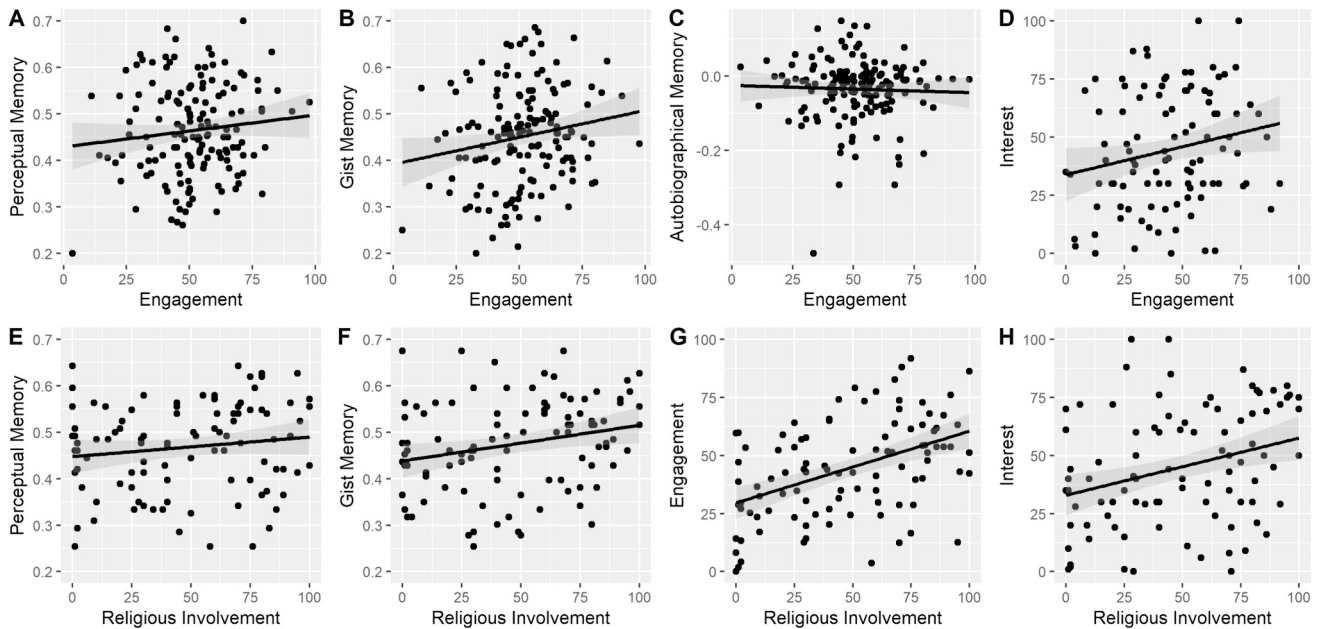 A
0.7
0.6
0.5
0.4
0.3
0.2
Perceptual Memory
0 25 50 75 100
Engagement
B
0.7
0.6
0.5
0.4
0.3
0.2
Gist Memory
0 25 50 75 100
Engagement
C
0.0
-0.2
-0.4
Autobiographical Memory
0 25 50 75 100
Engagement
D
100
75
50
25
0
Interest
0 25 50 75 100
Engagement
E
0.7
0.6
0.5
0.4
0.3
0.2
Perceptual Memory
0 25 50 75 100
Religious Involvement
F
0.7
0.6
0.5
0.4
0.3
0.2
Gist Memory
0 25 50 75 100
Religious Involvement
G
100
75
50
25
0
Engagement
0 25 50 75 100
Religious Involvement
H
100
75
50
25
0
Interest
0 25 50 75 100
Religious Involvement